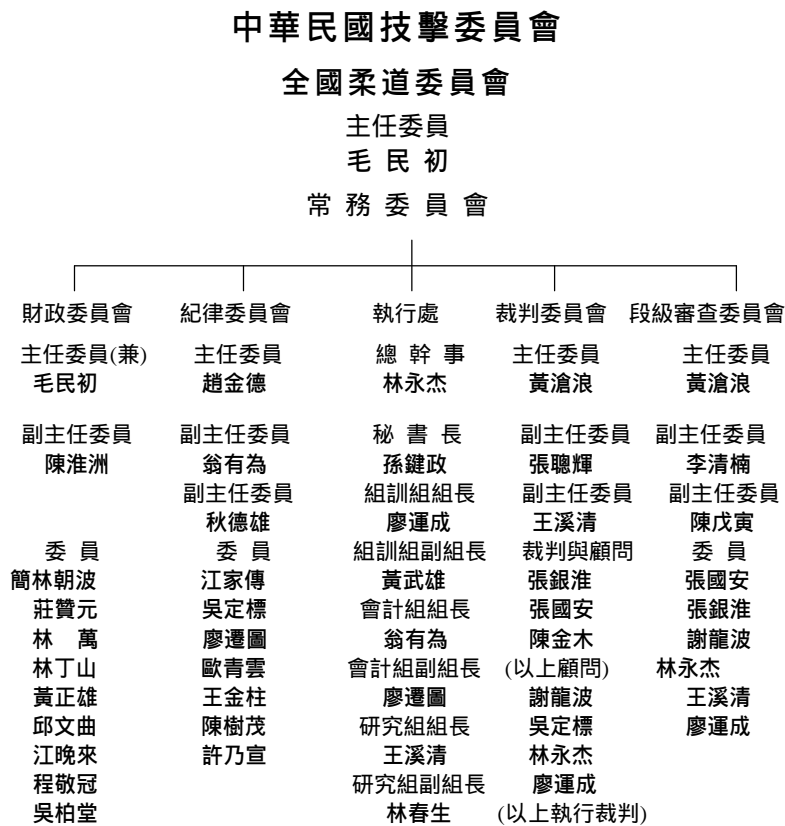 中華民國技擊委員會
全國柔道委員會
主任委員
毛 民 初
常 務 委 員 會
財政委員會
主任委員(兼)
毛民初
副主任委員
陳淮洲
委 員
簡林朝波
莊贊元
林　萬
林丁山
黃正雄
邱文曲
江晚來
程敬冠
吳柏堂
紀律委員會
主任委員
趙金德
副主任委員
翁有為
副主任委員
秋德雄
委 員
江家傳
吳定標
廖遷圖
歐青雲
王金柱
陳樹茂
許乃宣
執行處
總 幹 事
林永杰
秘 書 長
孫鍵政
組訓組組長
廖運成
組訓組副組長
黃武雄
會計組組長
翁有為
會計組副組長
廖遷圖
研究組組長
王溪清
研究組副組長
林春生
裁判委員會
主任委員
黃滄浪
副主任委員
張聰輝
副主任委員
王溪清
裁判與顧問
張銀淮
張國安
陳金木
(以上顧問)
謝龍波
吳定標
林永杰
廖運成
(以上執行裁判)
段級審查委員會
主任委員
黃滄浪
副主任委員
李清楠
副主任委員
陳戊寅
委 員
張國安
張銀淮
謝龍波
林永杰
王溪清
廖運成